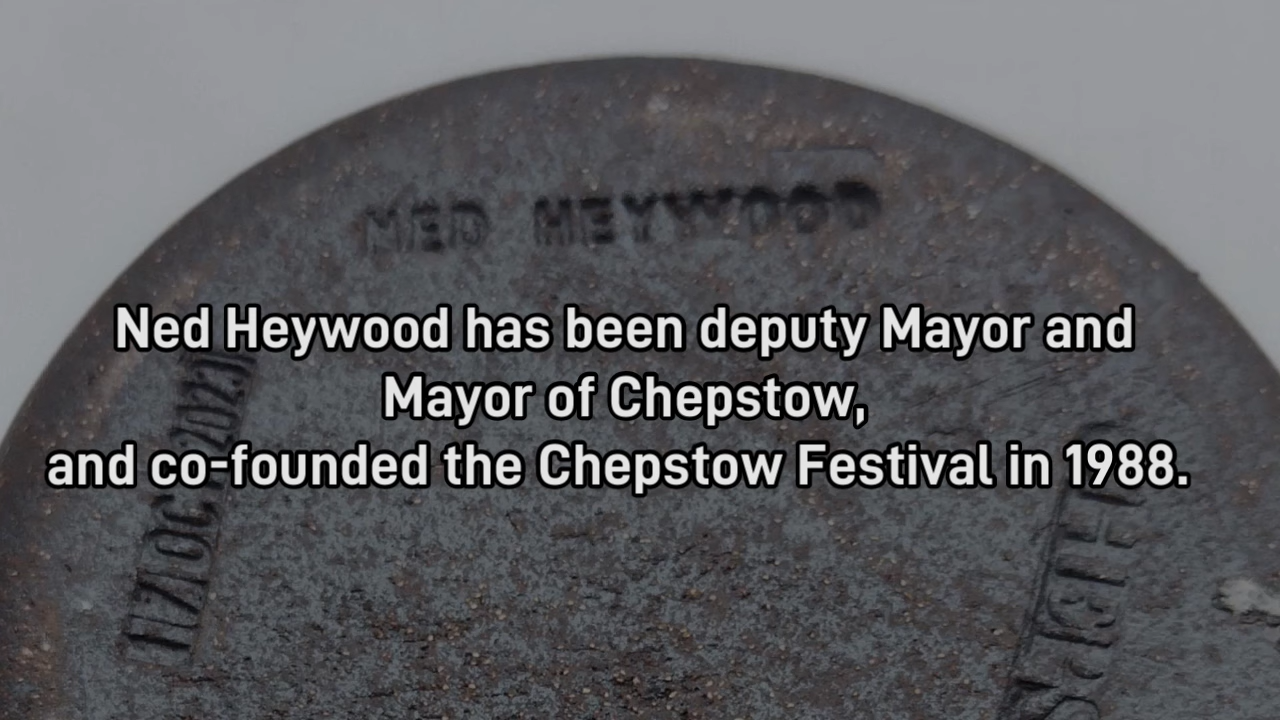 NED HEYWOOD
Ned Heywood has been deputy Mayor and
Mayor of Chepstow,
and co-founded the Chepstow Festival in 1988.